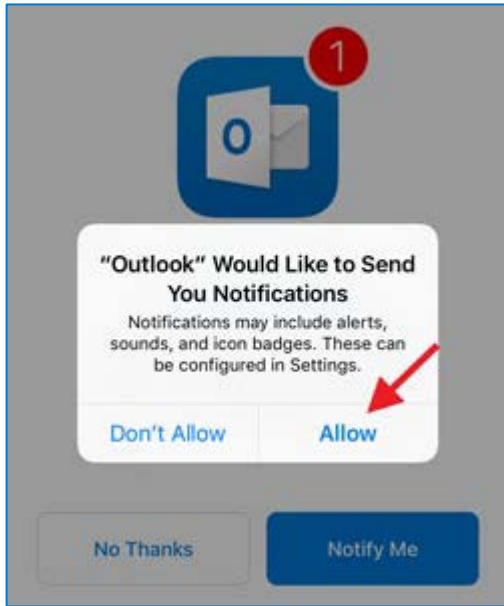 1
O
"Outlook" Would Like to Send
You Notifications
Notifications may include alerts,
sounds, and icon badges. These can
be configured in Settings.
Don't Allow
Allow
No Thanks
Notify Me